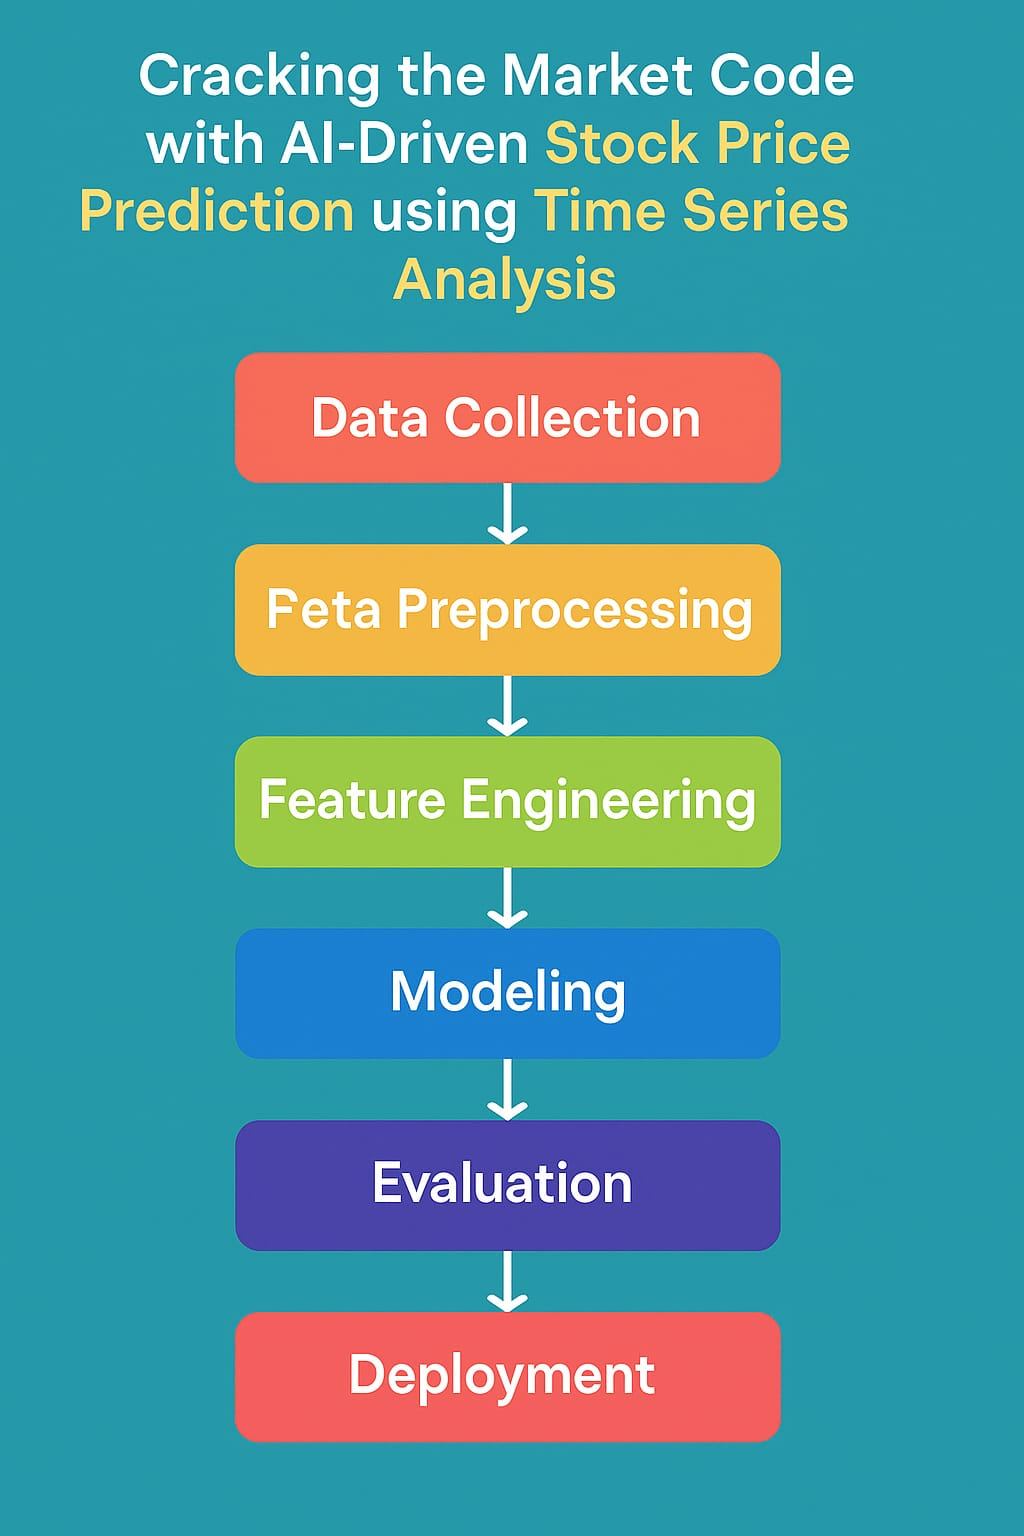 Cracking the Market Code
with AI-Driven Stock Price
Prediction using Time Series
Analysis
Data Collection
Feta Preprocessing
Feature Engineering
Modeling
Evaluation
Deployment